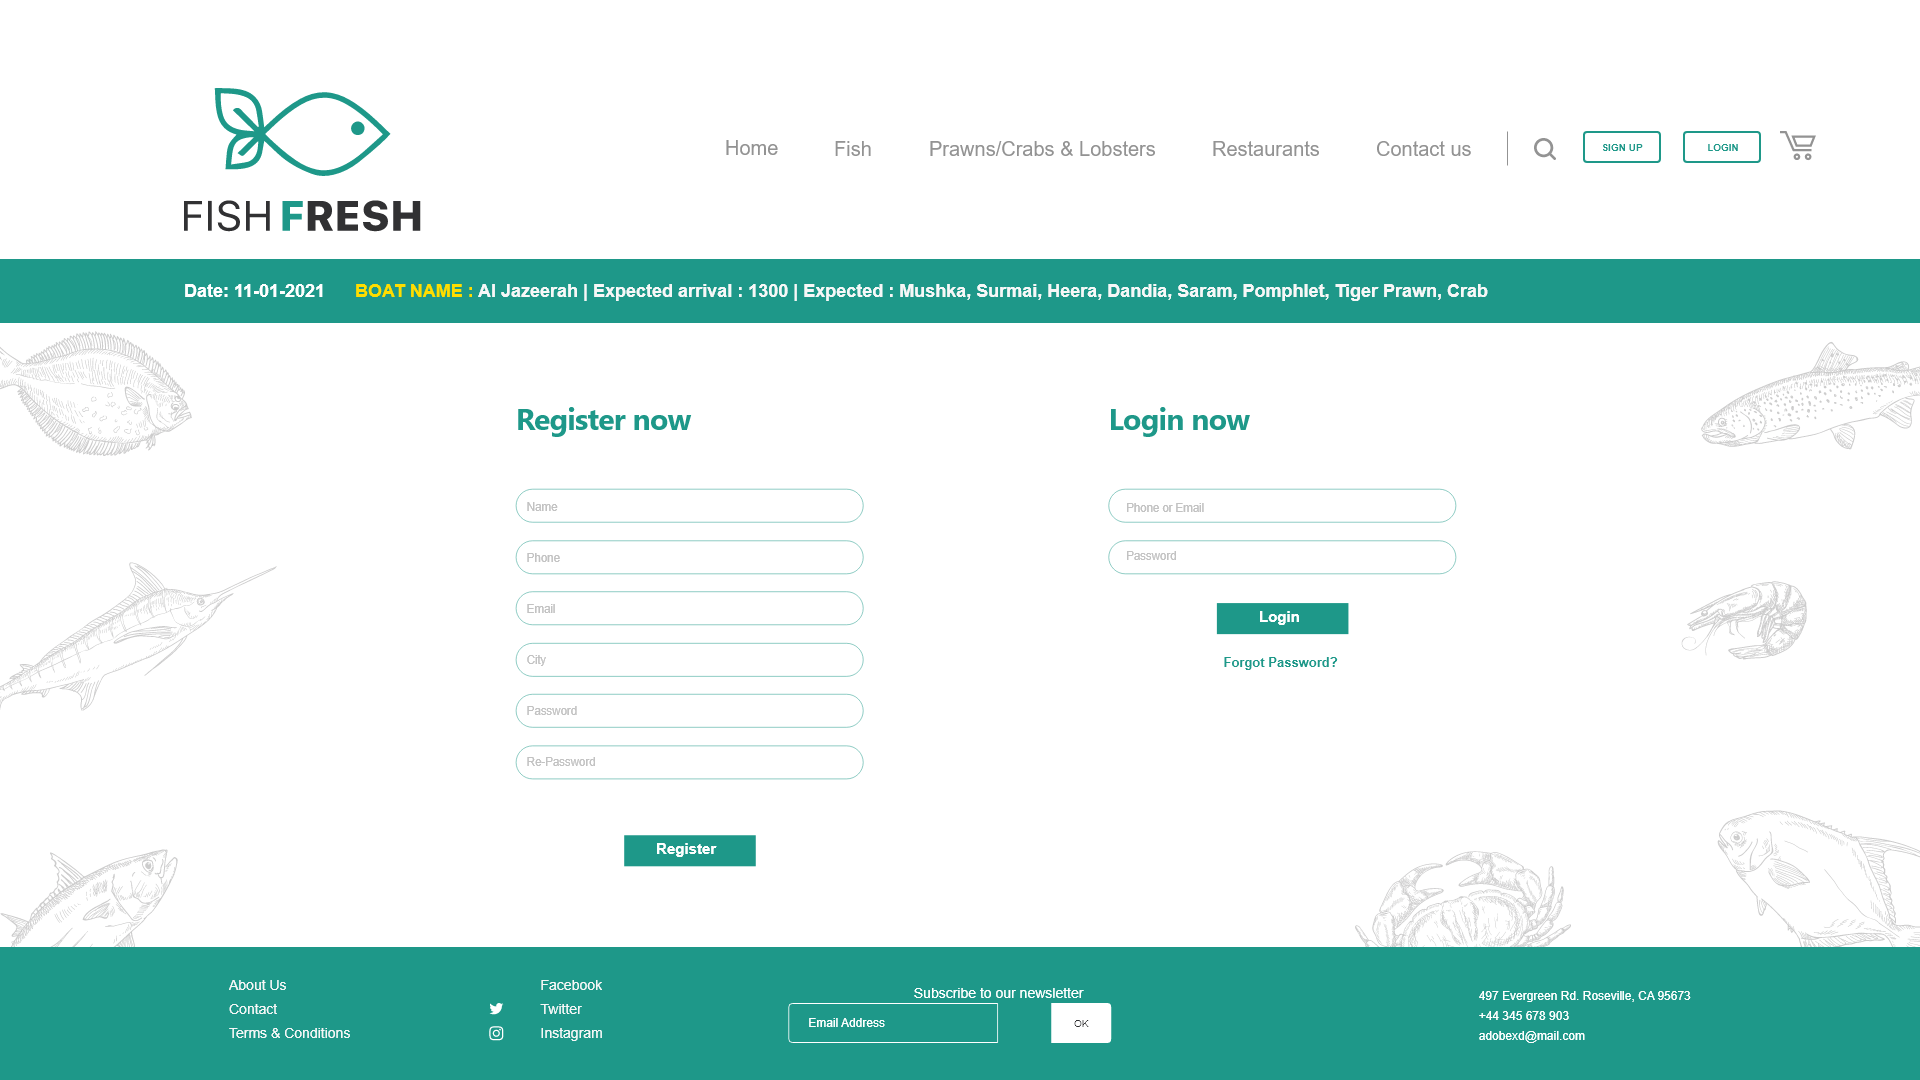 Home
Fish
Prawns/Crabs & Lobsters
Restaurants
Contact us
SIGN UP
LOGIN
FISH FRESH
Date: 11-01-2021 BOAT NAME : Al Jazeerah | Expected arrival : 1300 | Expected : Mushka, Surmai, Heera, Dandia, Saram, Pomphlet, Tiger Prawn, Crab
Register now
Name
Phone
Email
City
Password
Re-Password
Register
Login now
Phone or Email
Password
Login
Forgot Password?
About Us
Contact
Terms & Conditions
Facebook
Twitter
Instagram
Subscribe to our newsletter
Email Address
OK
497 Evergreen Rd. Roseville, CA 95673
+44 345 678 903
adobexd@mail.com